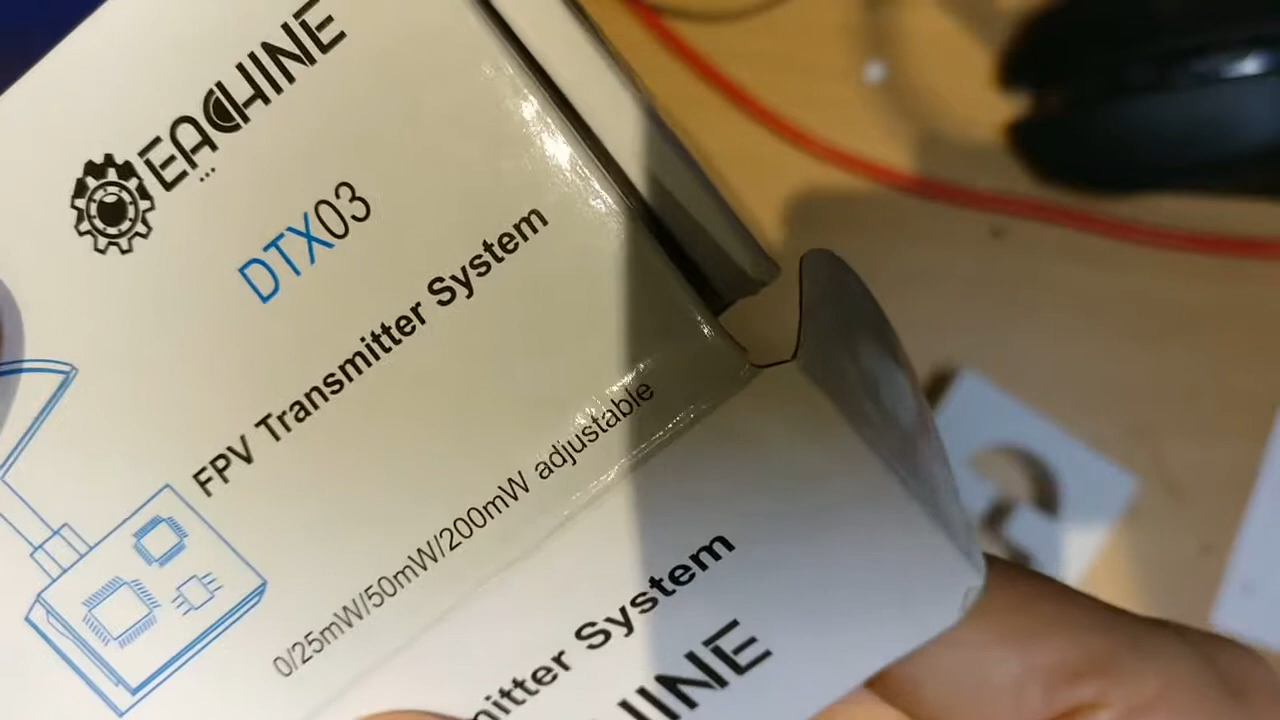 EACHINE
DTX03
FPV Transmitter System
0/25mW/50mW/200mW adjustable
mitter System
HINE